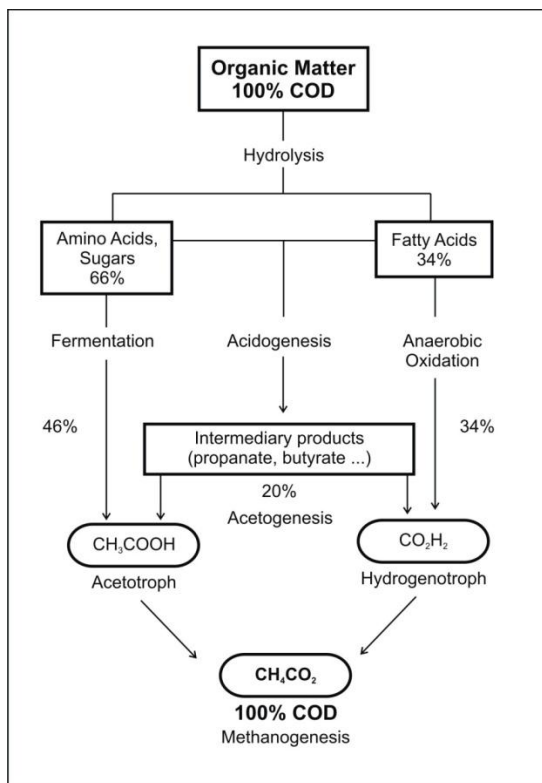 Organic Matter
100% COD
Hydrolysis
Amino Acids,
Sugars
66%
Fatty Acids
34%
Fermentation
Acidogenesis
Anaerobic
Oxidation
46%
34%
Intermediary products
(propanate, butyrate ...)
20%
Acetogenesis
CH₃COOH
CO₂H₂
Acetotroph
Hydrogenotroph
CH₄CO₂
100% COD
Methanogenesis